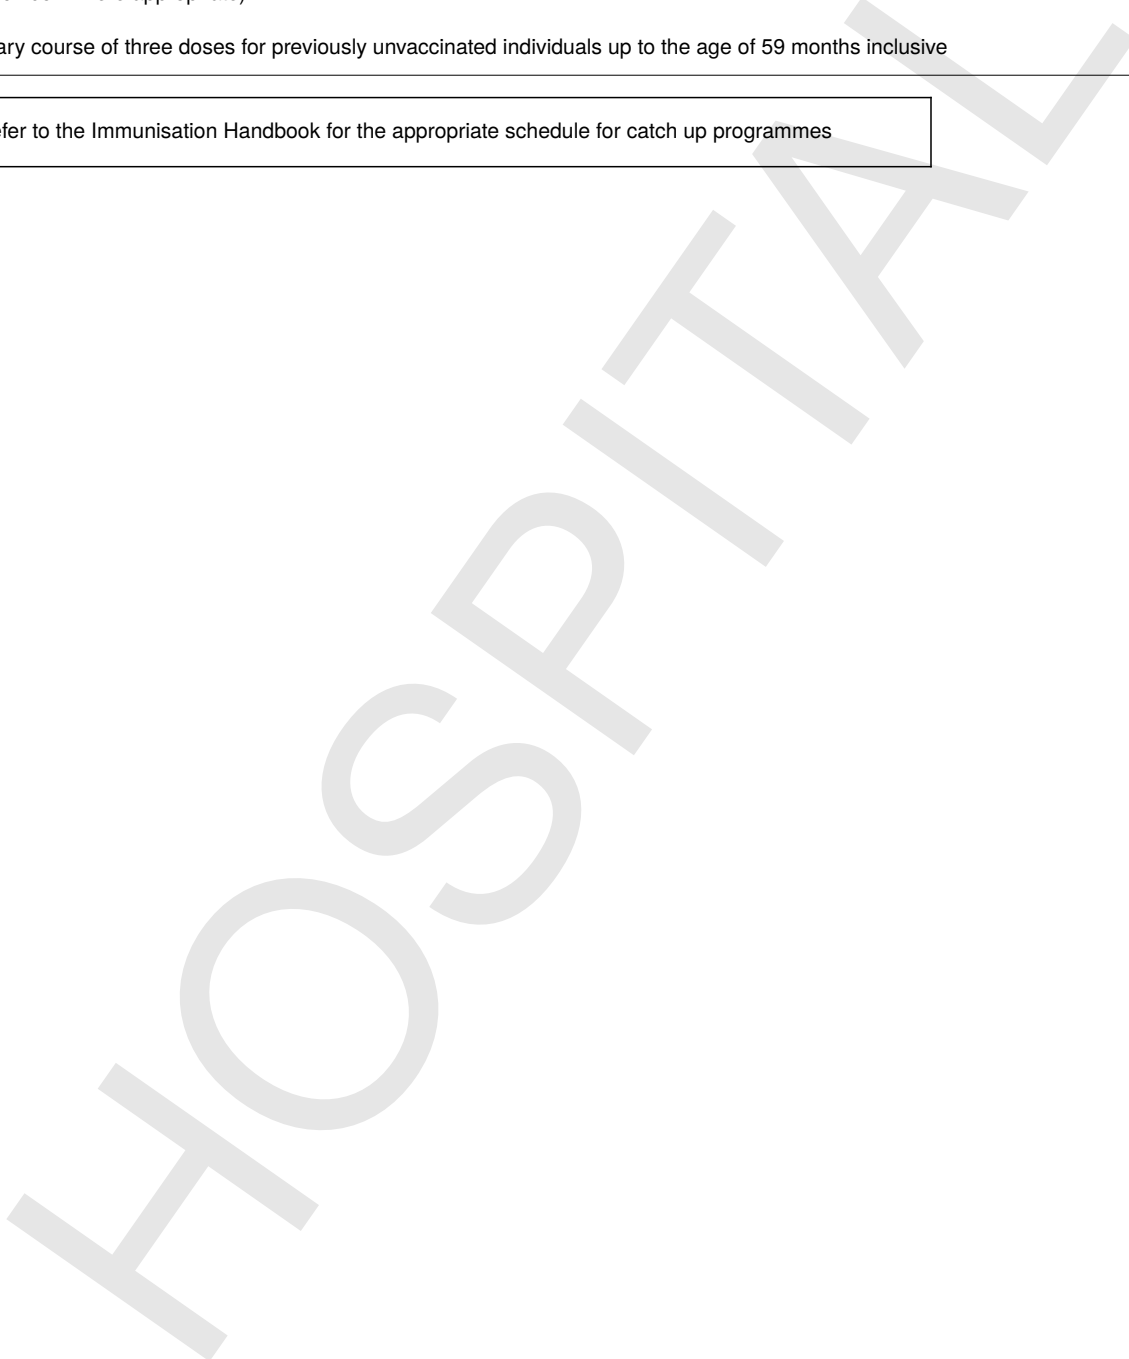 ary course of three doses for previously unvaccinated individuals up to the age of 59 months inclusive
efer to the Immunisation Handbook for the appropriate schedule for catch up programmes
HOSPITAL